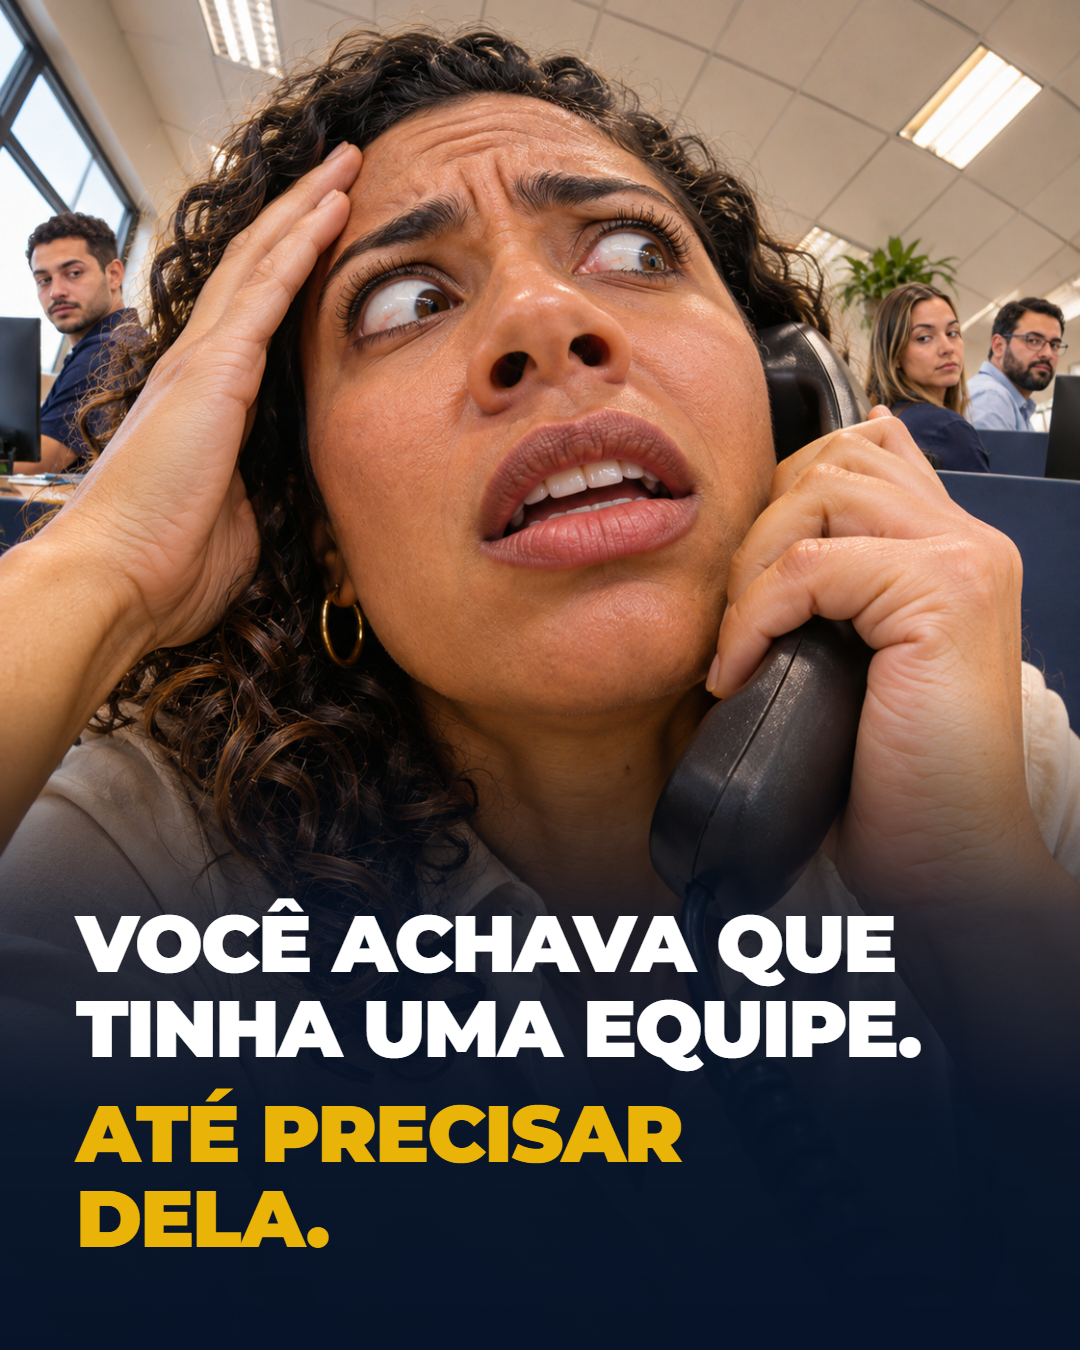 VOCÊ ACHAVA QUE
TINHA UMA EQUIPE.
ATÉ PRECISAR
DELA.